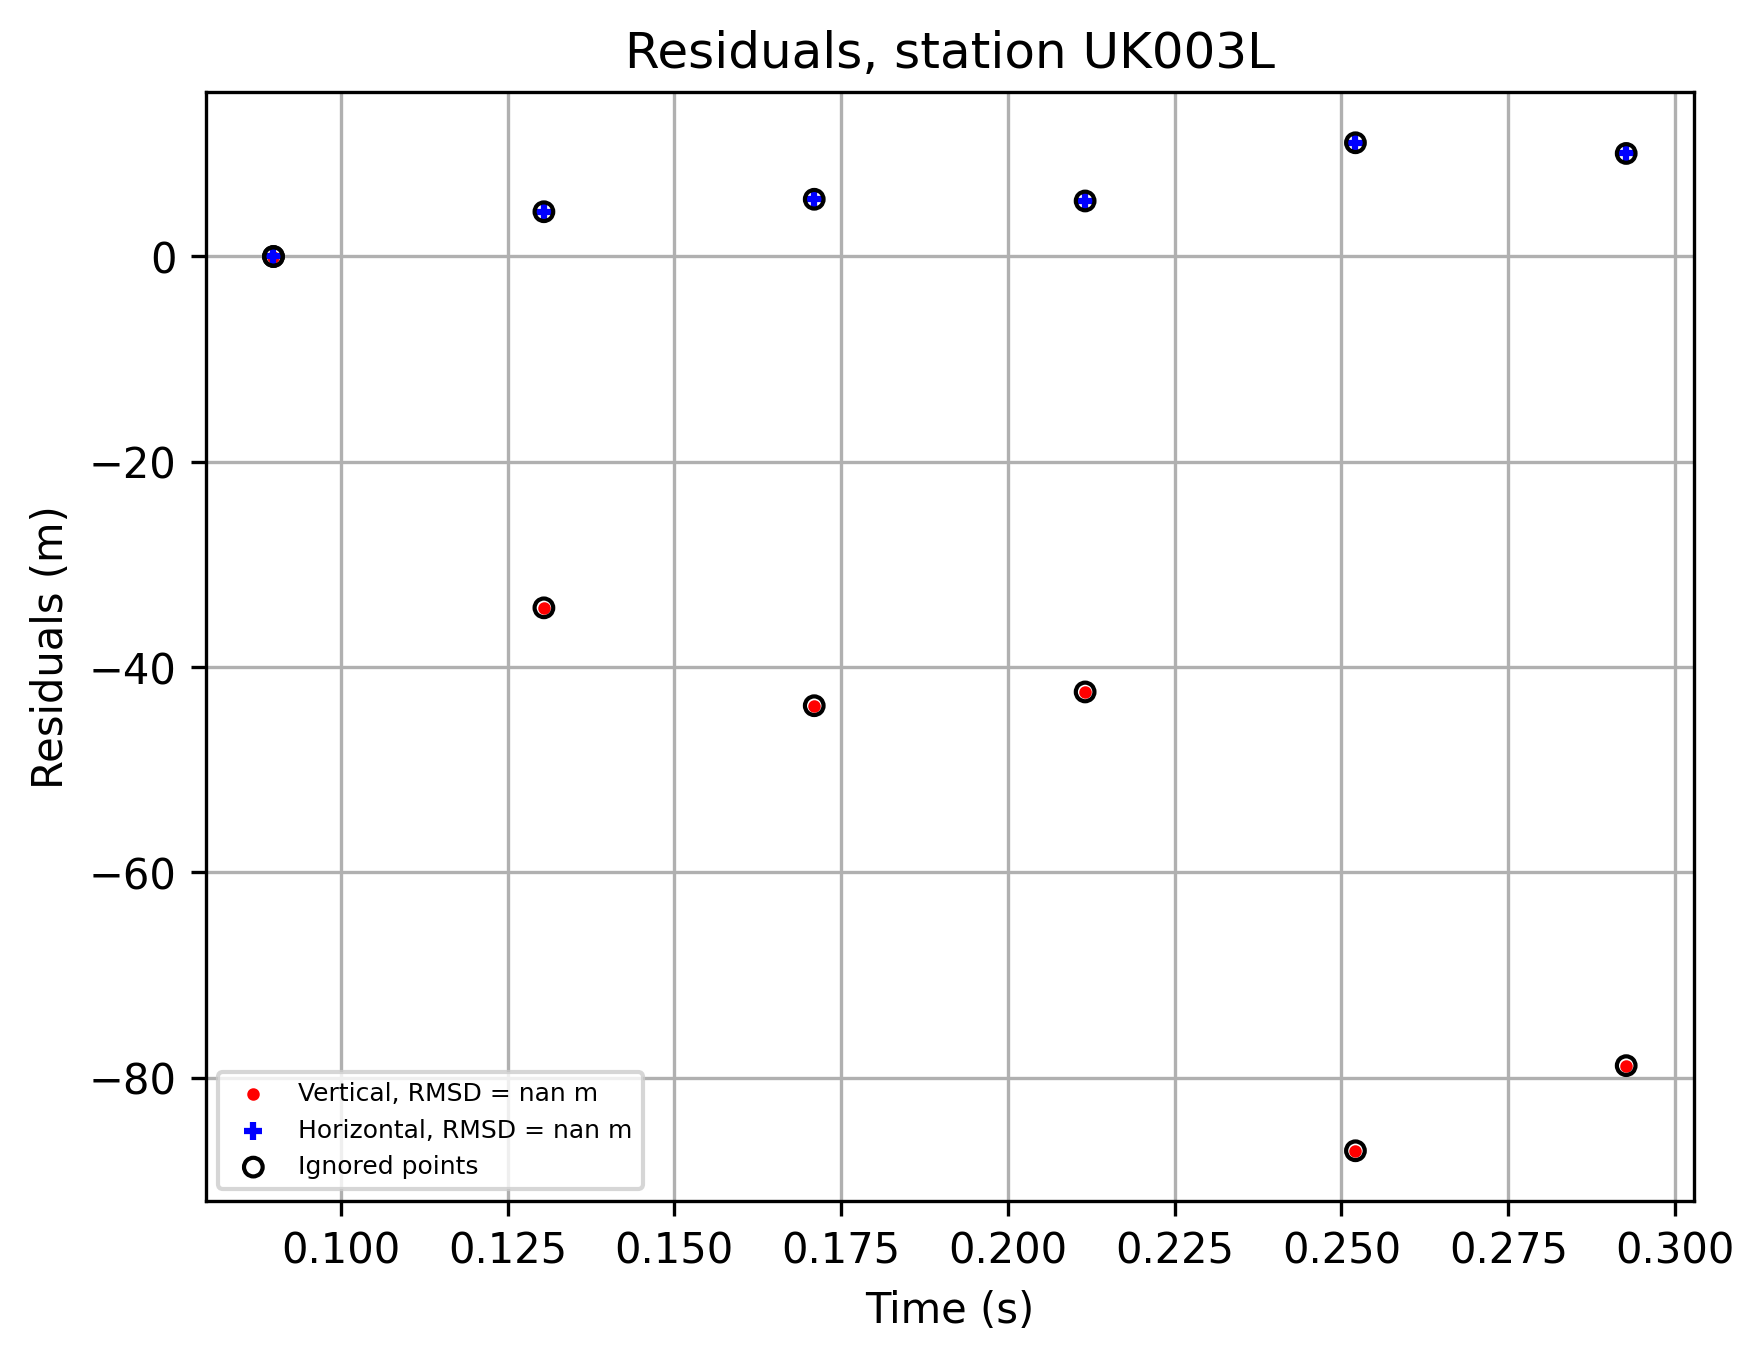 Residuals, station UK003L
Residuals (m)
0
−20
−40
−60
−80
Vertical, RMSD = nan m
Horizontal, RMSD = nan m
Ignored points
0.100 0.125 0.150 0.175 0.200 0.225 0.250 0.275 0.300
Time (s)